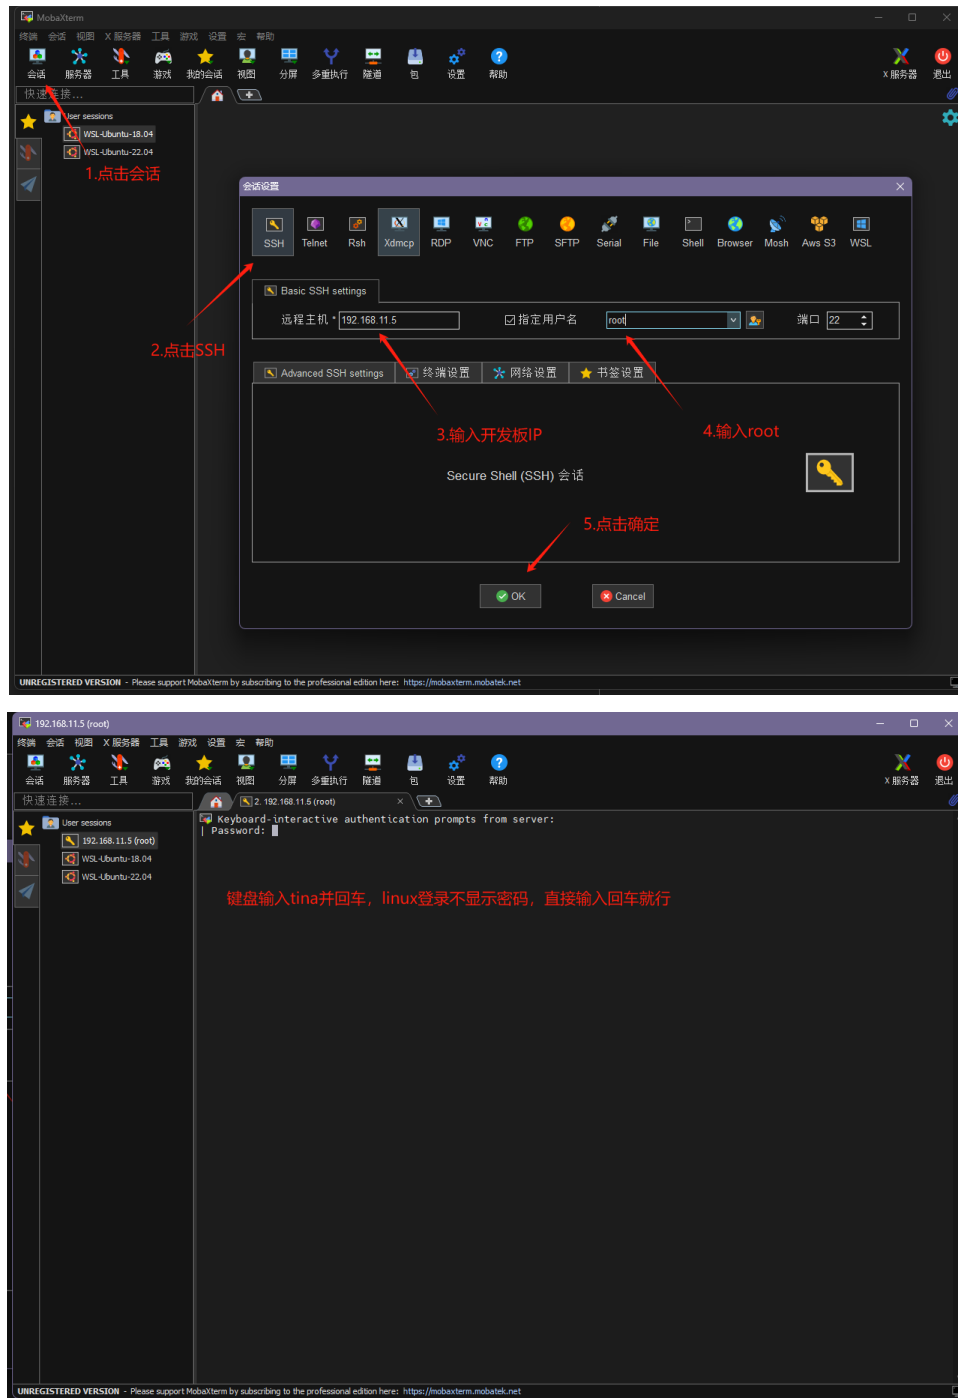 MobaXterm
终端 会话 视图 X 服务器 工具 游戏 设置 宏 帮助
会话 服务器 工具 游戏 我的会话 视图 分屏 多重执行 隧道 包 设置 帮助 X 服务器 退出
快速连接...
User sessions
WSL-Ubuntu-18.04
WSL-Ubuntu-22.04
1.点击会话
会话设置
SSH Telnet Rsh Xdmcp RDP VNC FTP SFTP Serial File Shell Browser Mosh Aws S3 WSL
Basic SSH settings
远程主机 * 192.168.11.5 指定用户名 root 端口 22
2.点击SSH
Advanced SSH settings 终端设置 网络设置 书签设置
3.输入开发板IP
4.输入root
Secure Shell (SSH) 会话
5.点击确定
OK Cancel
UNREGISTERED VERSION - Please support MobaXterm by subscribing to the professional edition here: https://mobaxterm.mobatek.net
192.168.11.5 (root)
终端 会话 视图 X 服务器 工具 游戏 设置 宏 帮助
会话 服务器 工具 游戏 我的会话 视图 分屏 多重执行 隧道 包 设置 帮助 X 服务器 退出
快速连接...
2. 192.168.11.5 (root)
User sessions
192.168.11.5 (root)
WSL-Ubuntu-18.04
WSL-Ubuntu-22.04
Keyboard-interactive authentication prompts from server:
| Password:
键盘输入tina并回车，linux登录不显示密码，直接输入回车就行
UNREGISTERED VERSION - Please support MobaXterm by subscribing to the professional edition here: https://mobaxterm.mobatek.net